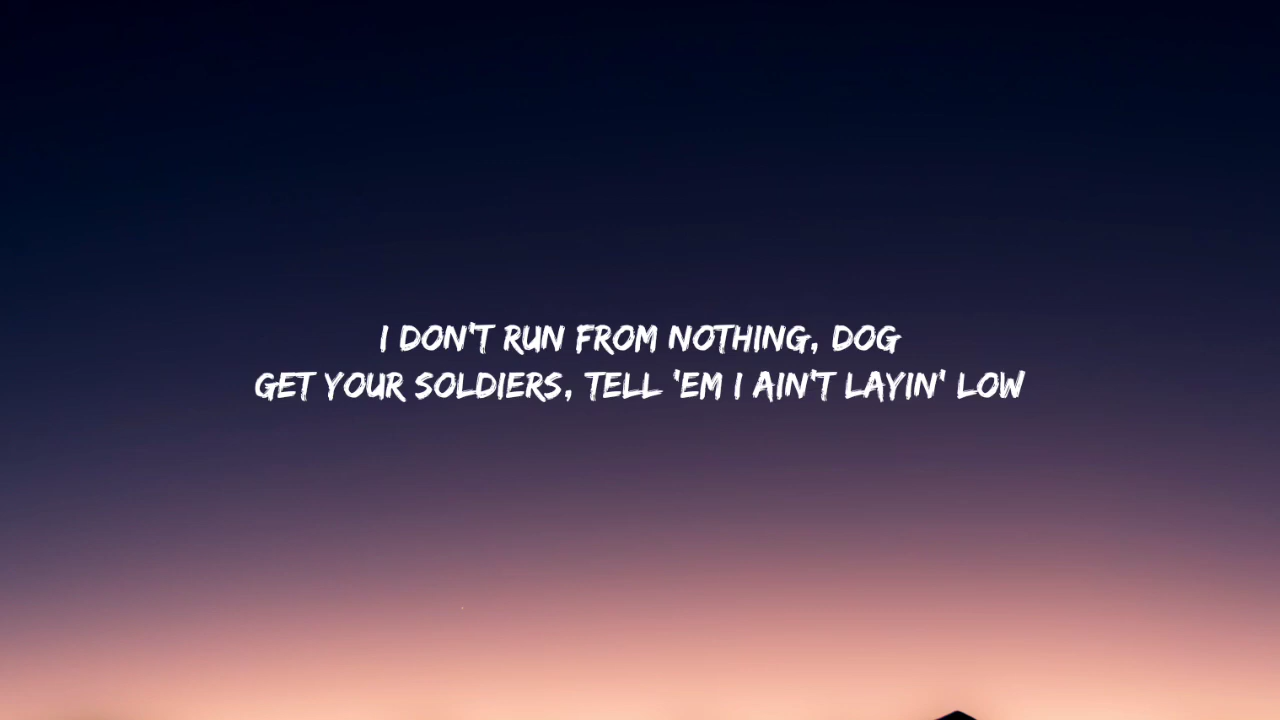 I DON'T RUN FROM NOTHING, DOG
GET YOUR SOLDIERS, TELL 'EM I AIN'T LAYIN' LOW